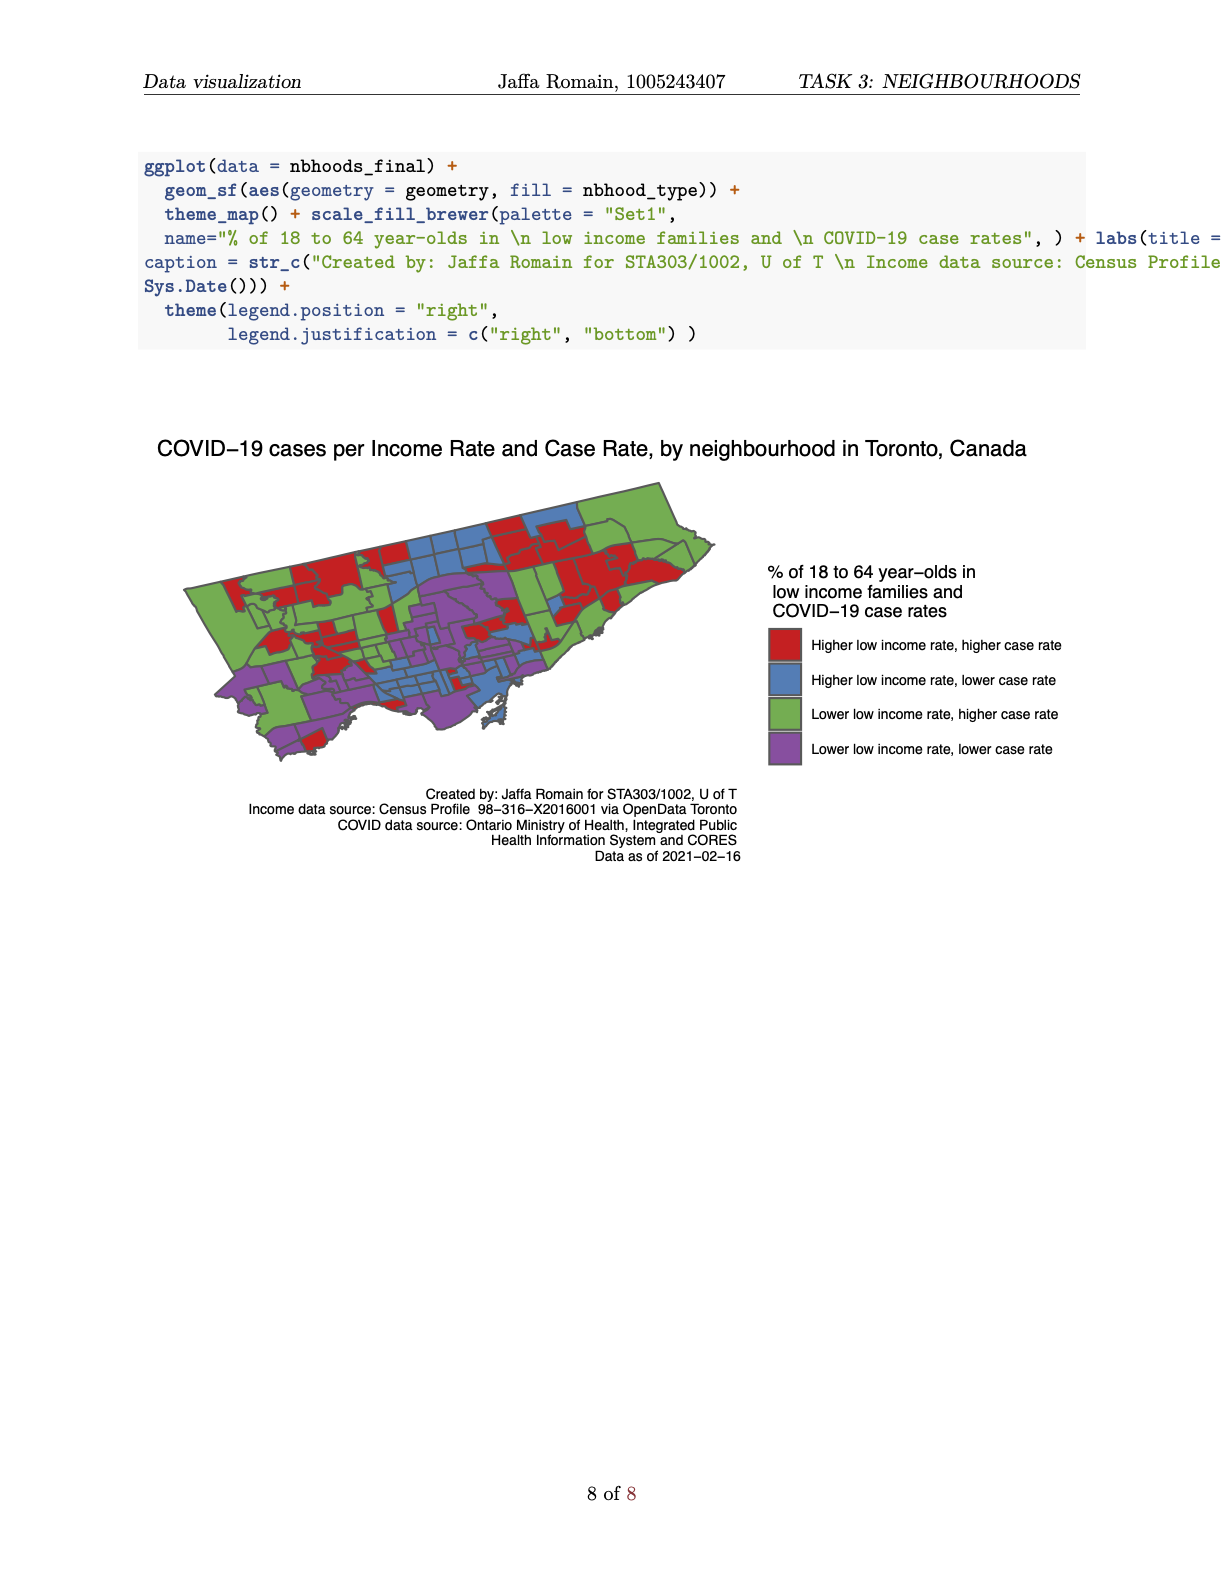 Data visualization Jaffa Romain, 1005243407 TASK 3: NEIGHBOURHOODS
ggplot(data = nbhoods_final) +
geom_sf(aes(geometry = geometry, fill = nbhood_type)) +
theme_map() + scale_fill_brewer(palette = "Set1",
name="% of 18 to 64 year-olds in \n low income families and \n COVID-19 case rates", ) + labs(title =
caption = str_c("Created by: Jaffa Romain for STA303/1002, U of T \n Income data source: Census Profile
Sys.Date())) +
theme(legend.position = "right",
legend.justification = c("right", "bottom") )
COVID−19 cases per Income Rate and Case Rate, by neighbourhood in Toronto, Canada
% of 18 to 64 year−olds in
low income families and
COVID−19 case rates
Higher low income rate, higher case rate
Higher low income rate, lower case rate
Lower low income rate, higher case rate
Lower low income rate, lower case rate
Created by: Jaffa Romain for STA303/1002, U of T
Income data source: Census Profile 98−316−X2016001 via OpenData Toronto
COVID data source: Ontario Ministry of Health, Integrated Public
Health Information System and CORES
Data as of 2021−02−16
8 of 8